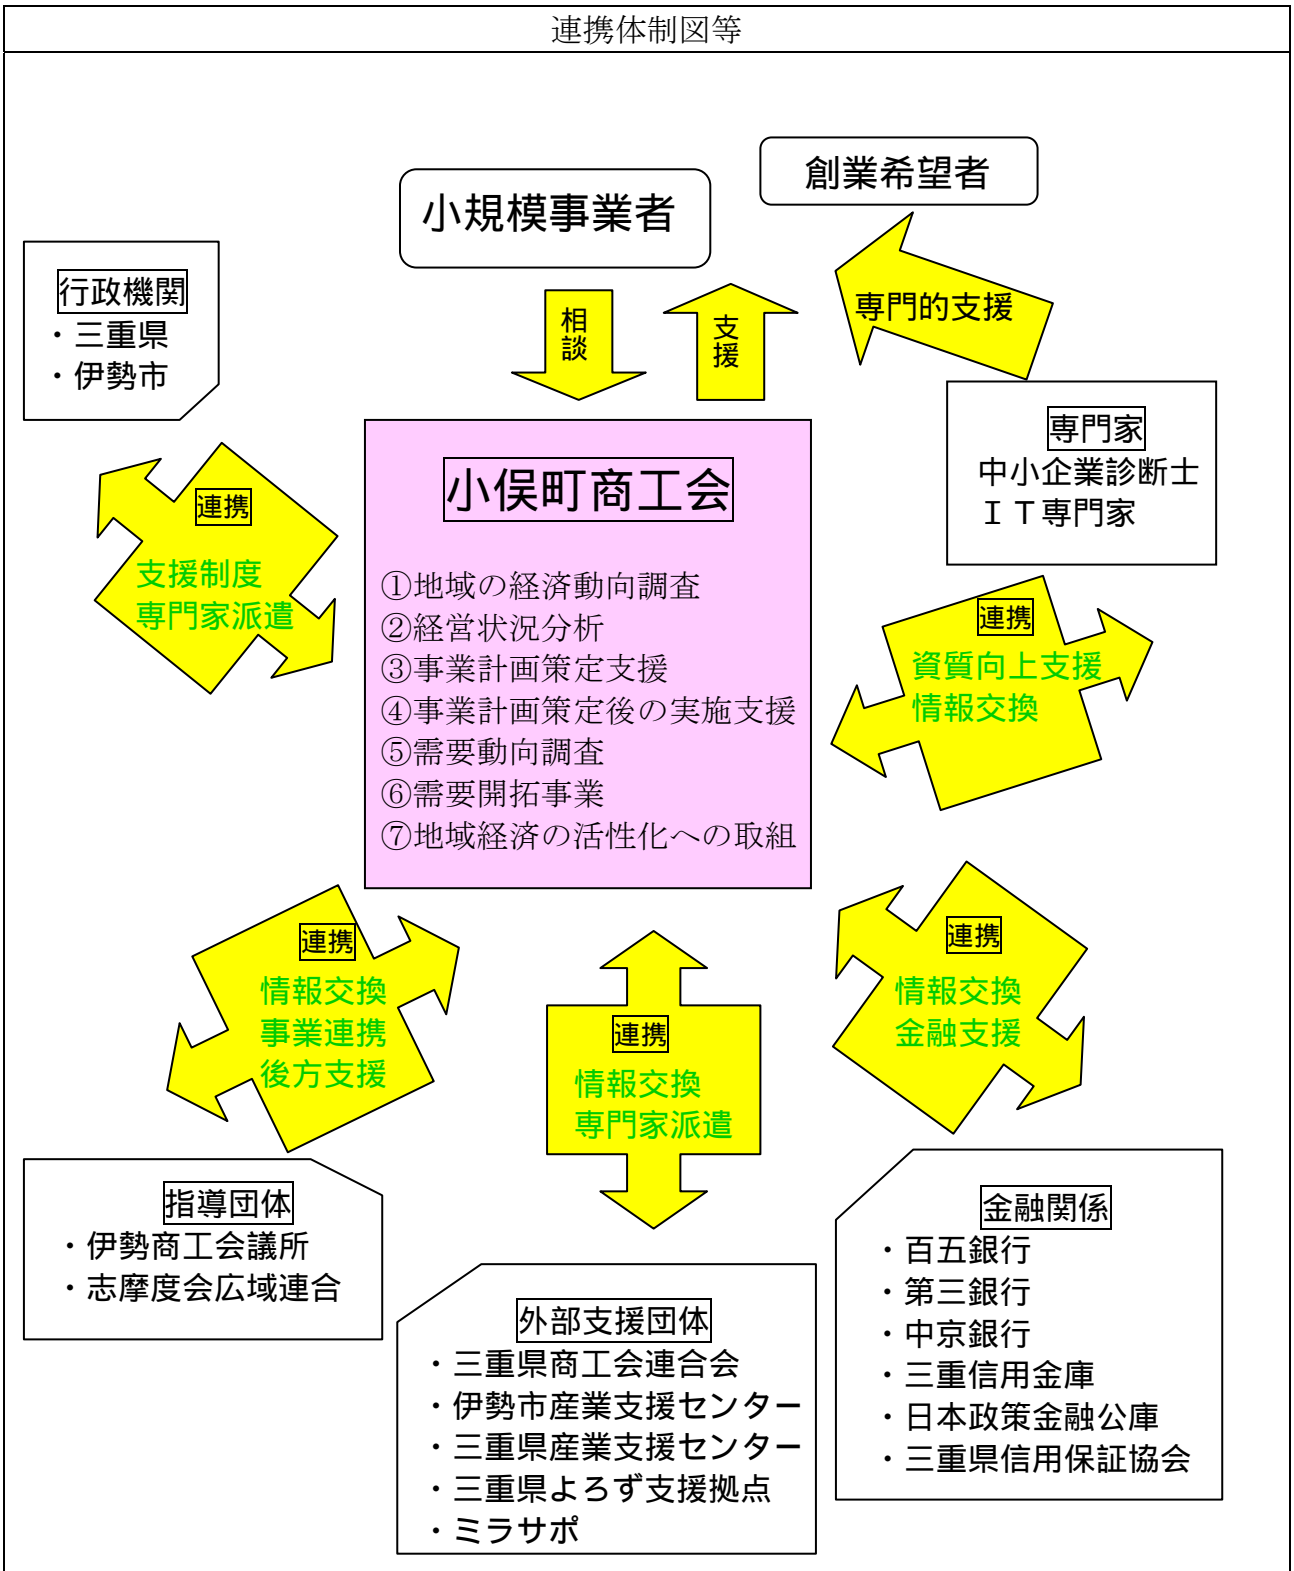 連携体制図等
創業希望者
小規模事業者
行政機関
・三重県
・伊勢市
相談
支援
専門的支援
専門家
中小企業診断士
ＩＴ専門家
小俣町商工会
①地域の経済動向調査
②経営状況分析
③事業計画策定支援
④事業計画策定後の実施支援
⑤需要動向調査
⑥需要開拓事業
⑦地域経済の活性化への取組
連携
支援制度
専門家派遣
連携
資質向上支援
情報交換
連携
情報交換
事業連携
後方支援
連携
情報交換
専門家派遣
連携
情報交換
金融支援
指導団体
・伊勢商工会議所
・志摩度会広域連合
外部支援団体
・三重県商工会連合会
・伊勢市産業支援センター
・三重県産業支援センター
・三重県よろず支援拠点
・ミラサポ
金融関係
・百五銀行
・第三銀行
・中京銀行
・三重信用金庫
・日本政策金融公庫
・三重県信用保証協会